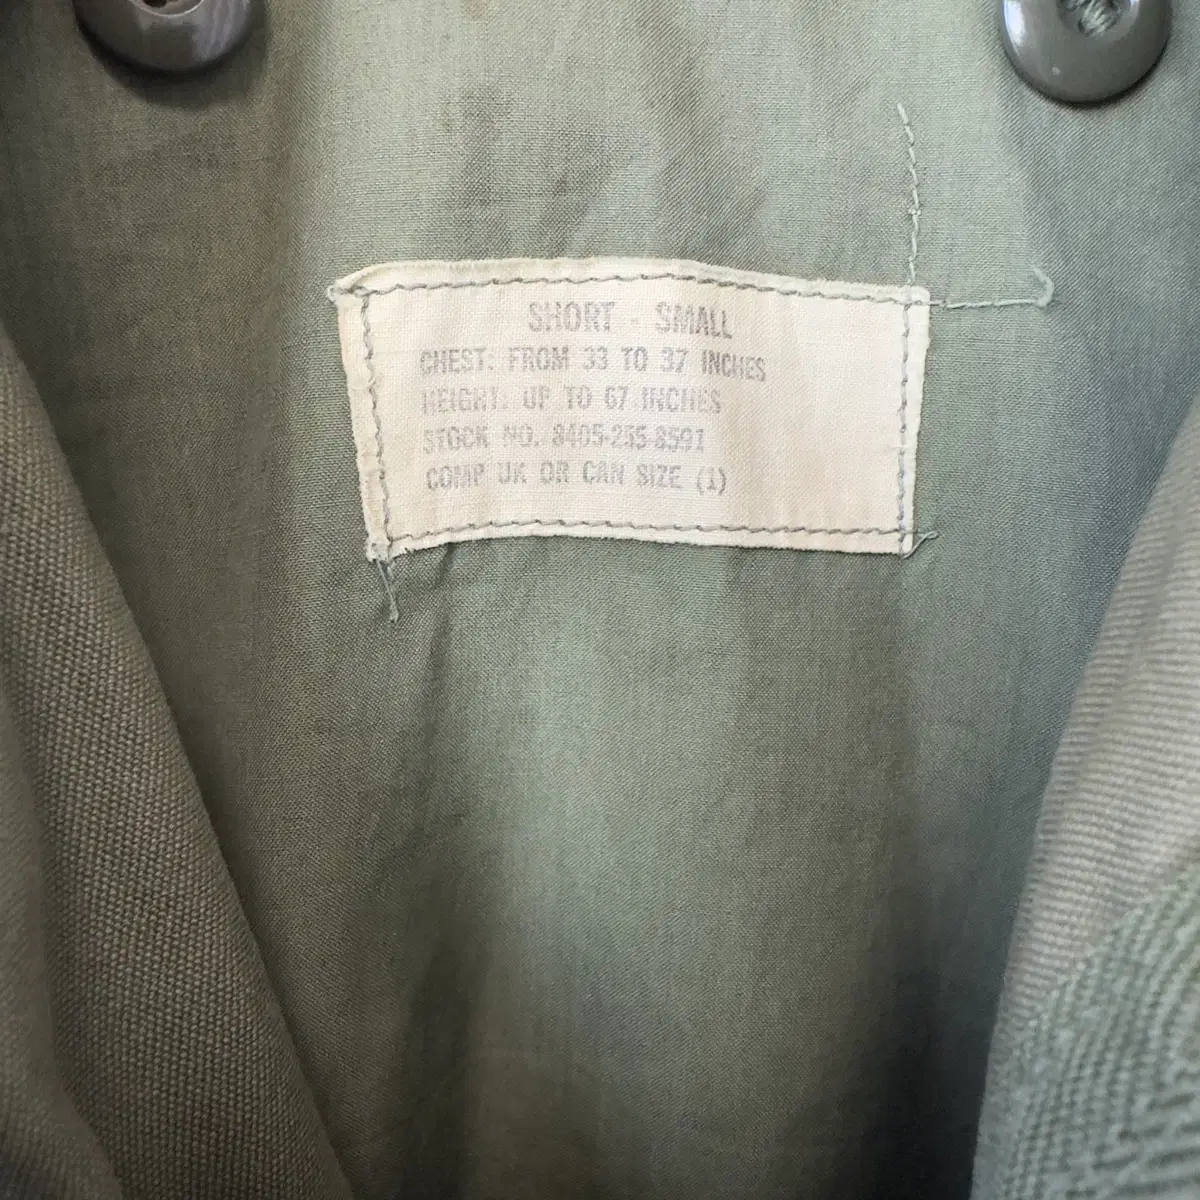 SHORT - SMALL
CHEST: FROM 33 TO 37 INCHES
HEIGHT: UP TO 67 INCHES
STOCK NO. 8405-255-8591
COMP UK OR CAN SIZE (1)